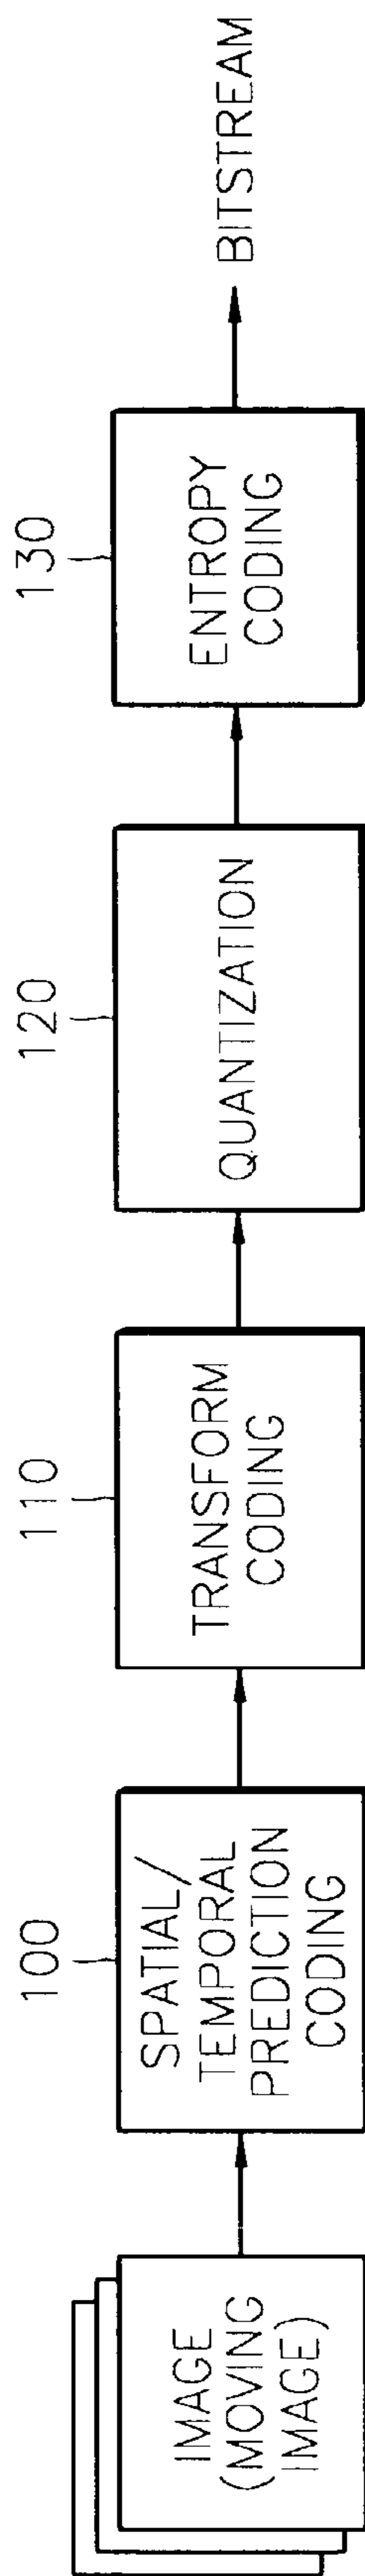 IMAGE
(MOVING
IMAGE)
100
SPATIAL/
TEMPORAL
PREDICTION
CODING
110
TRANSFORM
CODING
120
QUANTIZATION
130
ENTROPY
CODING
BITSTREAM